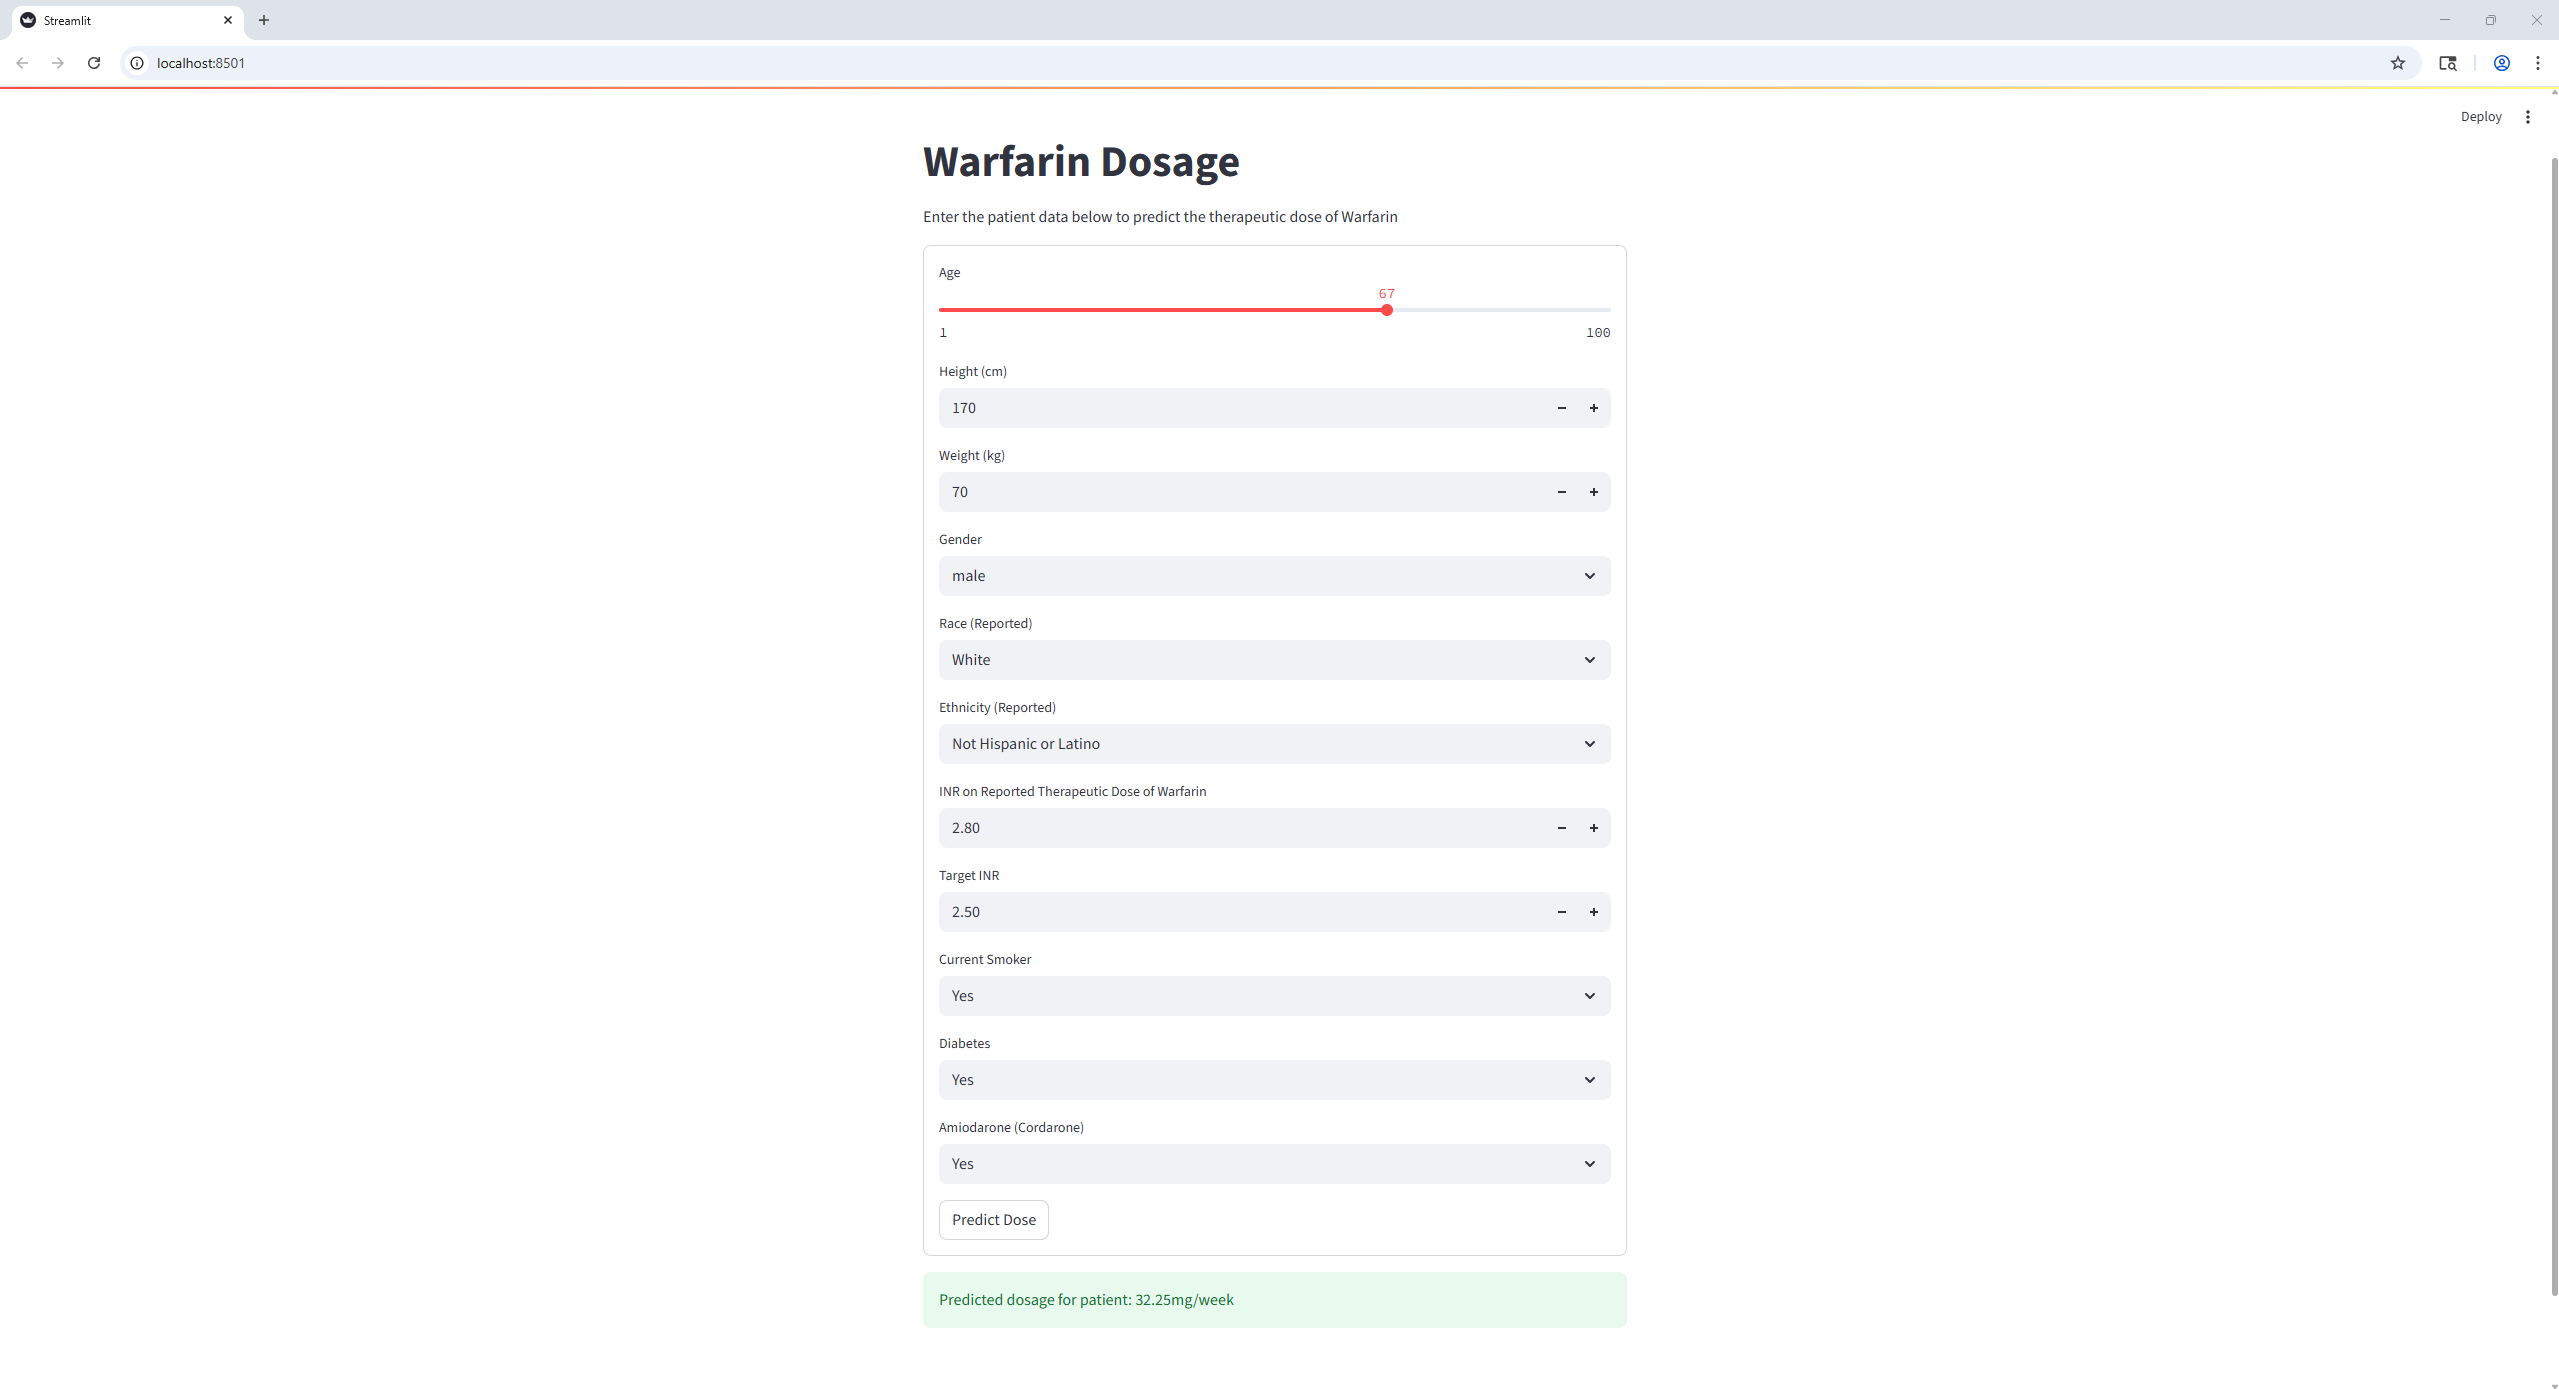 Streamlit
localhost:8501
Deploy
Warfarin Dosage
Enter the patient data below to predict the therapeutic dose of Warfarin
Age
67
1 100
Height (cm)
170
Weight (kg)
70
Gender
male
Race (Reported)
White
Ethnicity (Reported)
Not Hispanic or Latino
INR on Reported Therapeutic Dose of Warfarin
2.80
Target INR
2.50
Current Smoker
Yes
Diabetes
Yes
Amiodarone (Cordarone)
Yes
Predict Dose
Predicted dosage for patient: 32.25mg/week